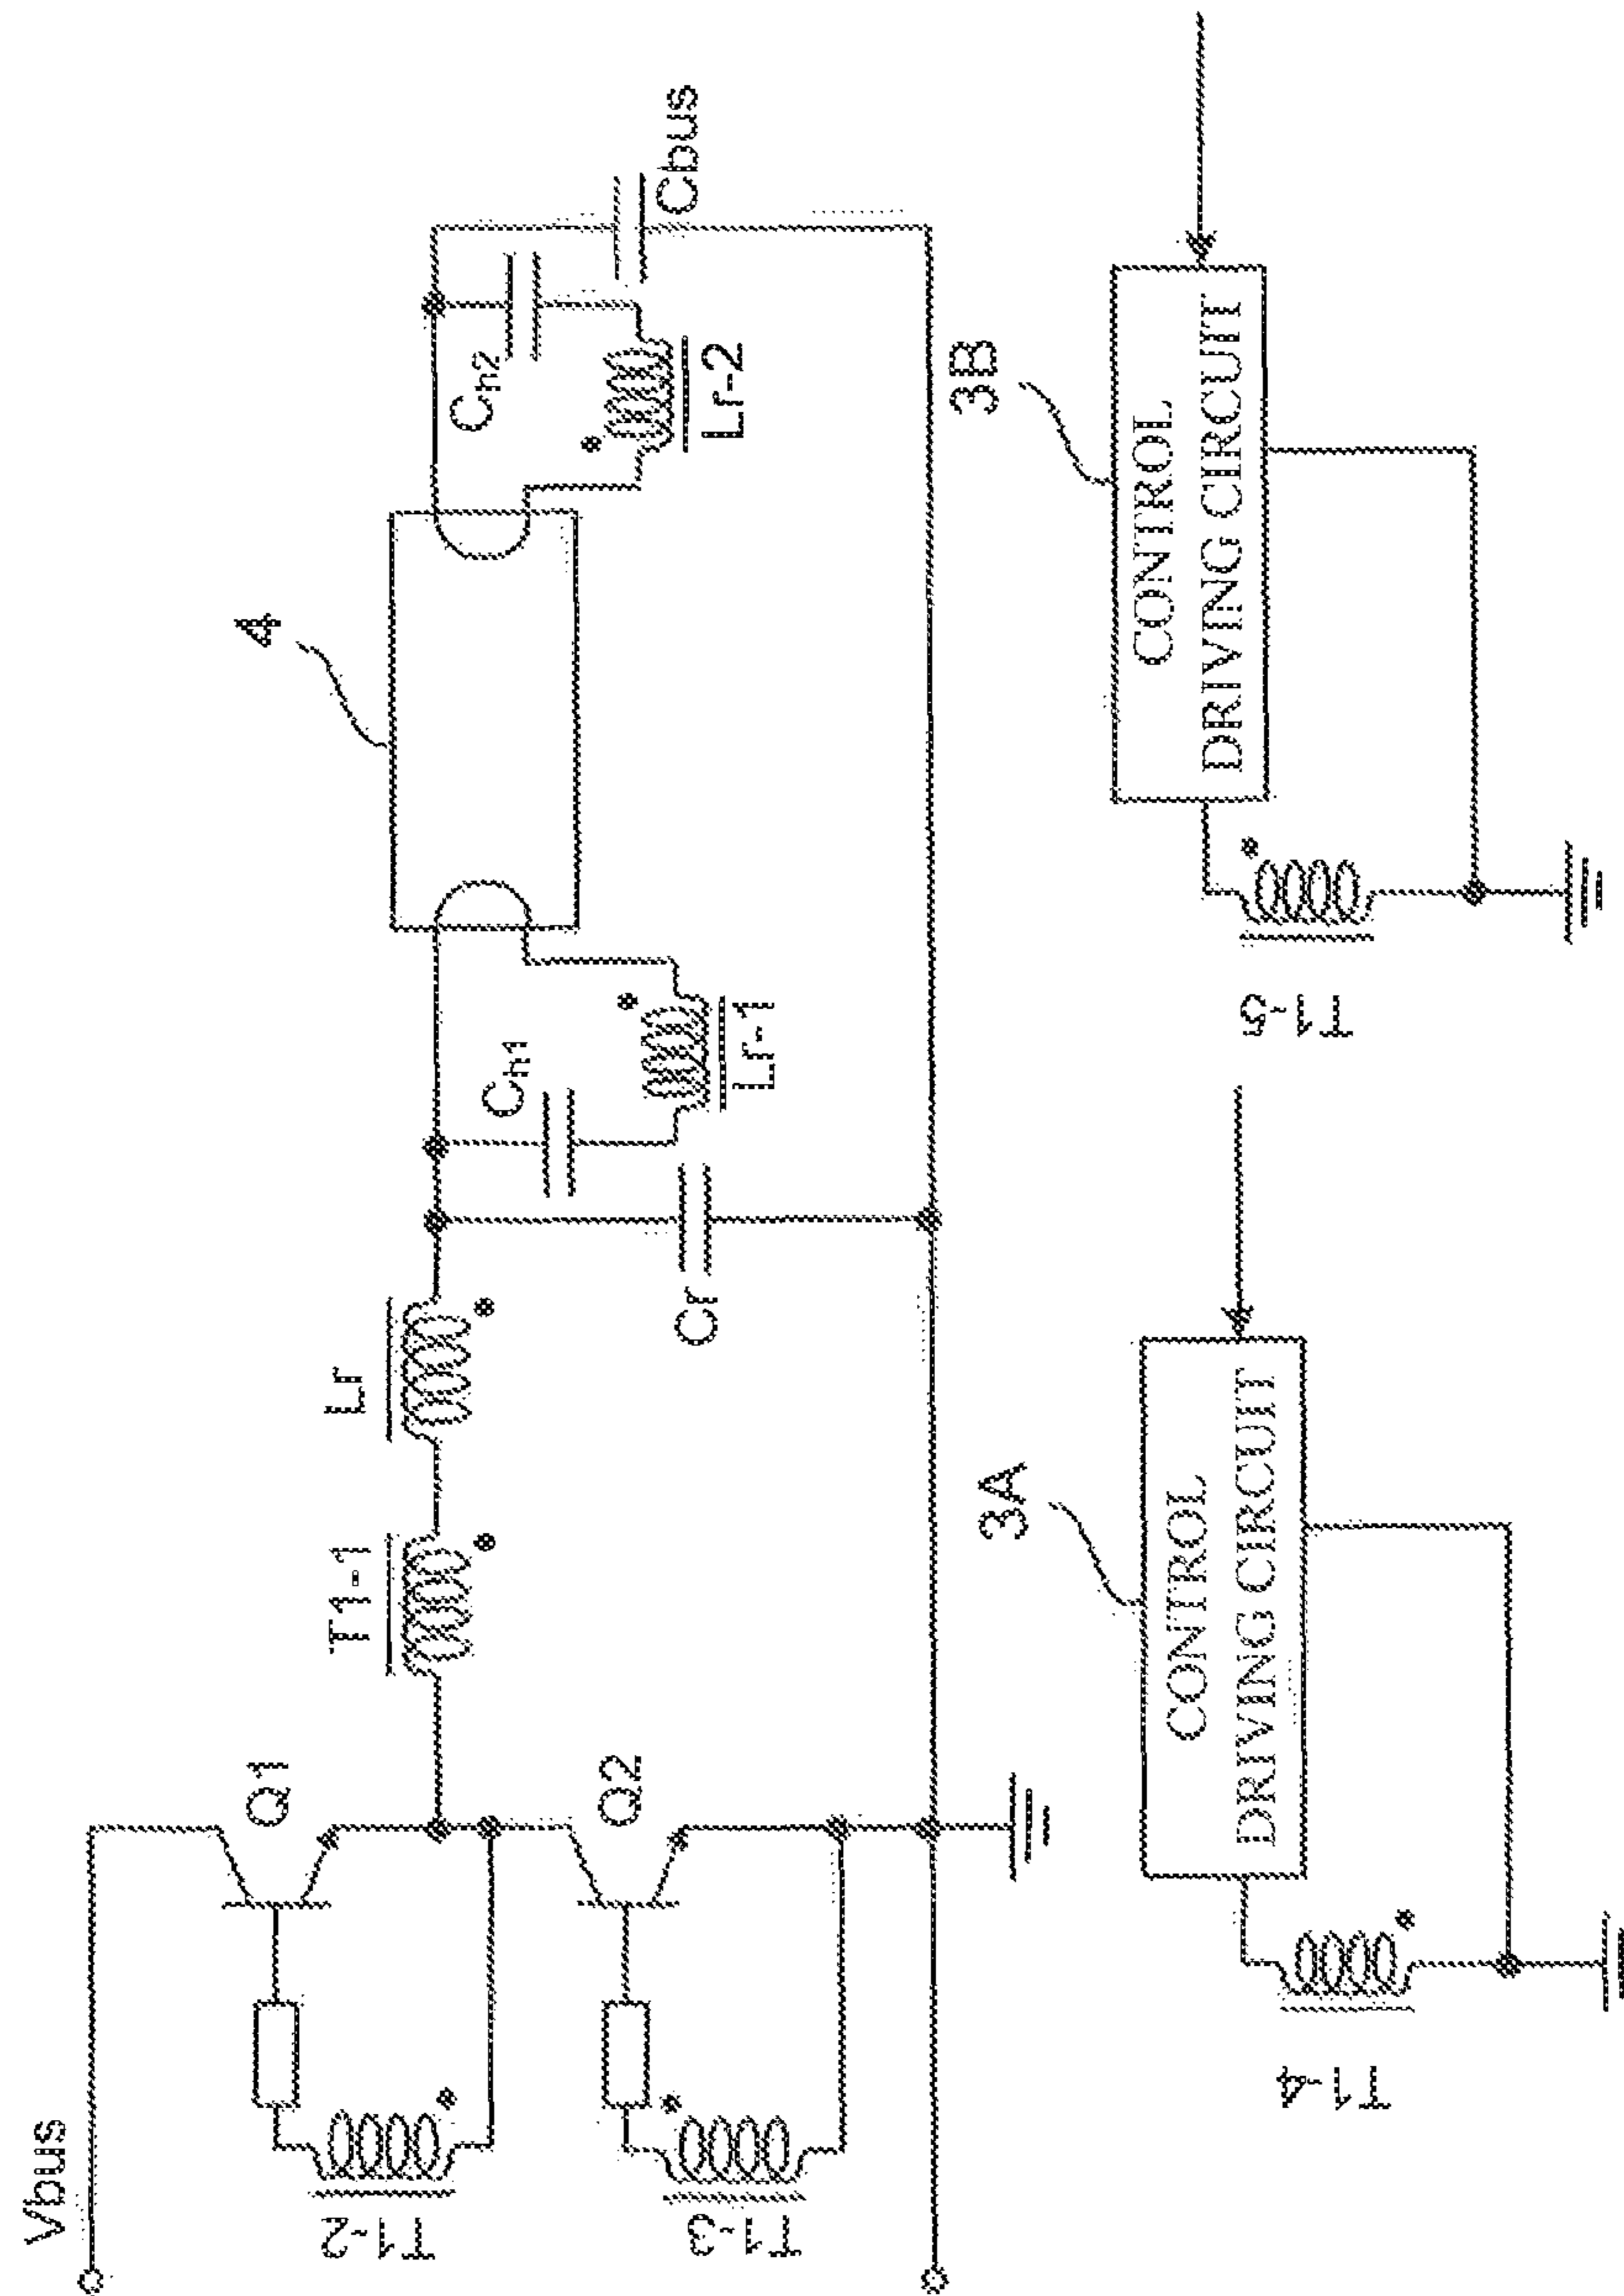 Vbus
Q1
T1-1
Lr
4
T1-2
Q2
Ch1
Ch2
Cbus
T1-3
Cr
Lr-1
Lr-2
3A
3B
CONTROL
DRIVING CIRCUIT
CONTROL
DRIVING CIRCUIT
T1-4
T1-5